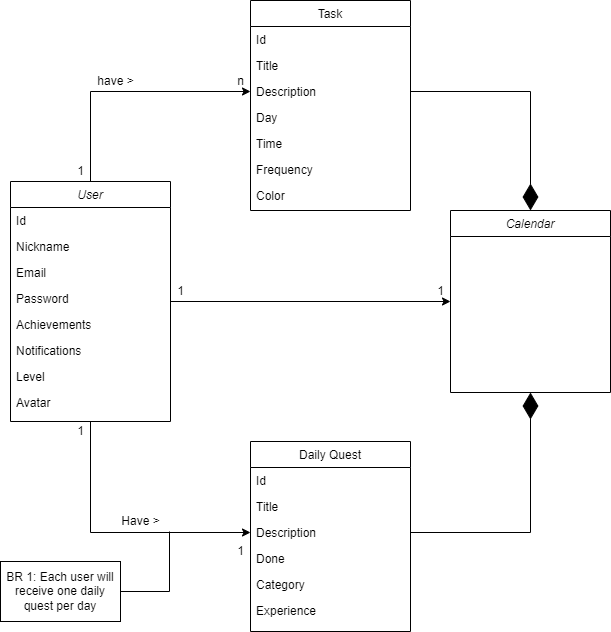 Task
Id
Title
Description
Day
Time
Frequency
Color
have >
n
1
User
Id
Nickname
Email
Password
Achievements
Notifications
Level
Avatar
1
1
1
Calendar
Daily Quest
Id
Title
Description
Done
Category
Experience
Have >
1
BR 1: Each user will
receive one daily
quest per day